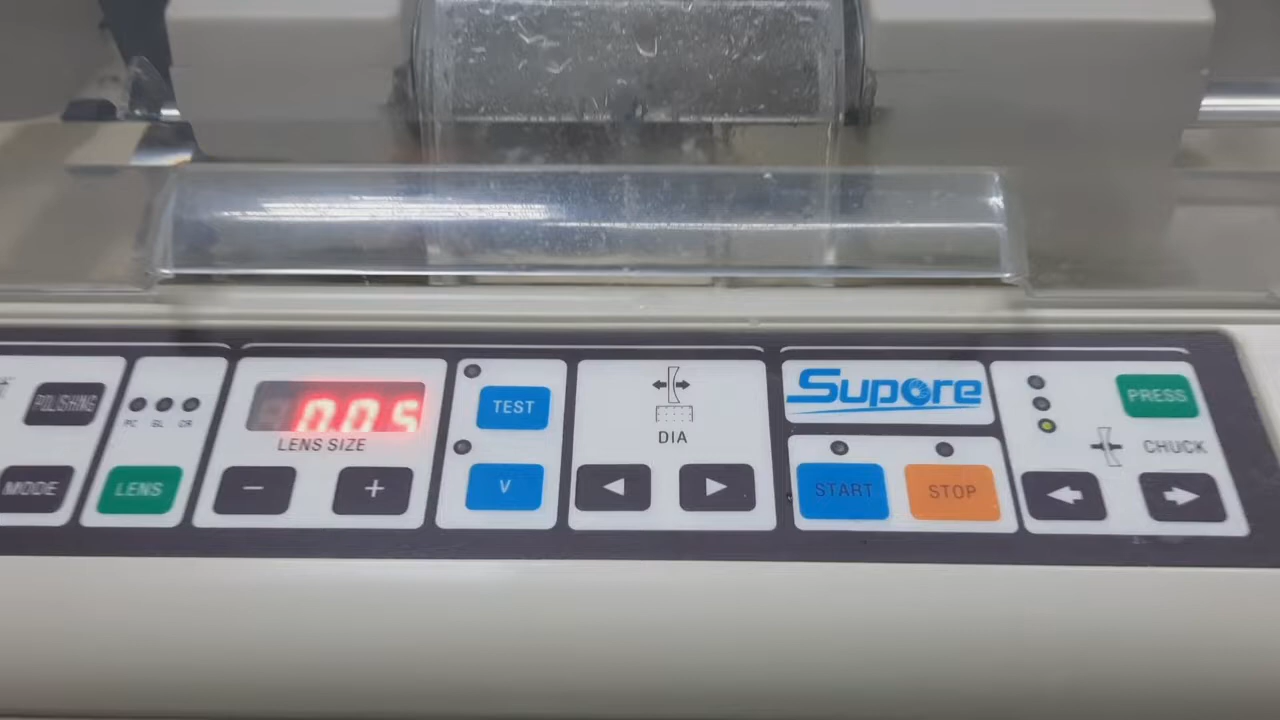 POLISHING
MODE
PC GL CR
LENS
0.05
LENS SIZE
− +
TEST
V
DIA
Supore
START STOP
PRESS
CHUCK